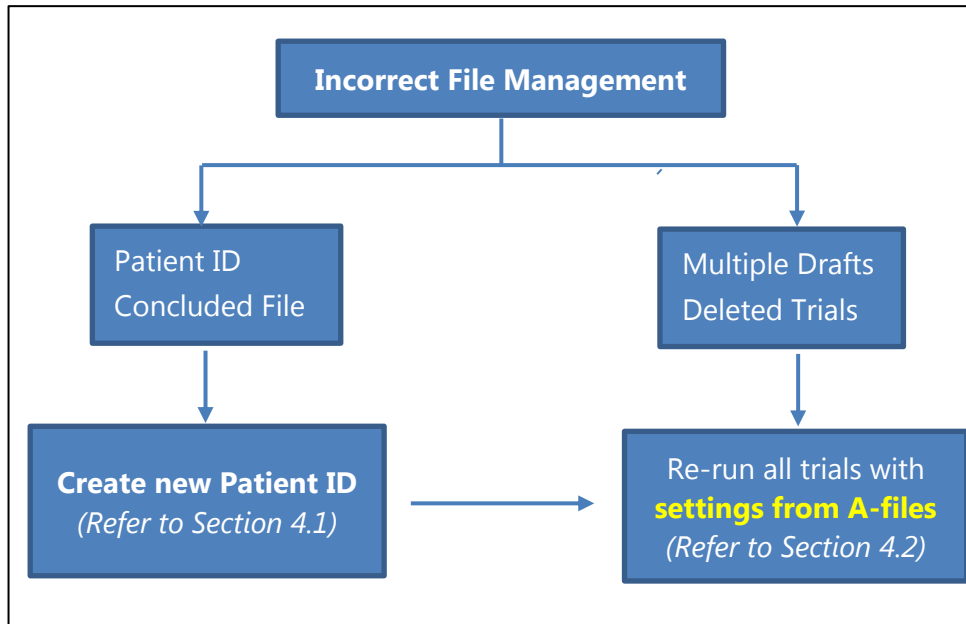 Incorrect File Management
Patient ID
Concluded File
Multiple Drafts
Deleted Trials
Create new Patient ID
(Refer to Section 4.1)
Re-run all trials with
settings from A-files
(Refer to Section 4.2)